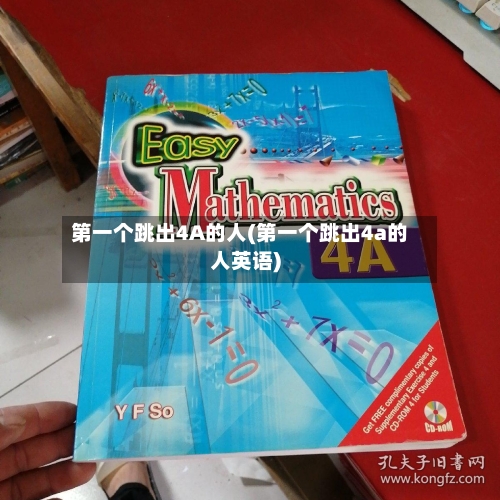 Easy
Mathematics
第一个跳出4A的人(第一个跳出4a的
人英语)
4A
x² + 6x - 1 = 0
x² + 7x = 0
Y F So
Get FREE complimentary copies of
Supplementary Exercise 4 and
CD-ROM 4 for Students
CD-ROM
孔夫子旧书网
www.kongfz.com